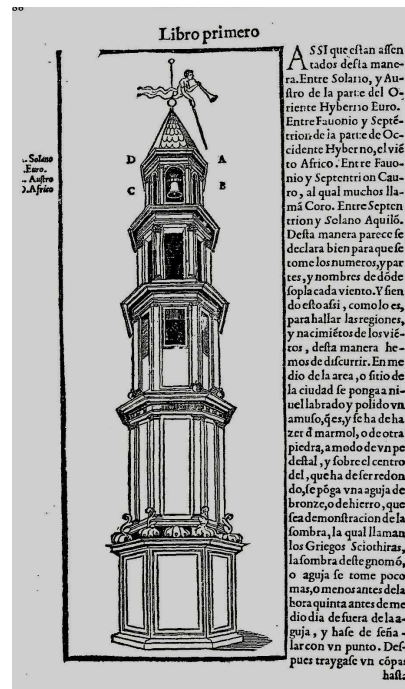 Libro primero
. Solano
.Euro.
.. Austro
D.Africo
D
A
C
B
ASSI que estan assen
tados desta mane-
ra. Entre Solano, y Au-
stro de la parte del O-
riente Hyberno Euro.
Entre Fauonio y Septé-
trion de la parte de Oc-
cidente Hyberno, el vié
to Africo. Entre Fauo-
nio y Septentrion Cau-
ro, al qual muchos lla-
má Coro. Entre Septen
trion y Solano Aquilõ.
Desta manera parece se
declara bien para que se
tome los numeros, y par
tes, y nombres de dóde
sopla cada viento. Y sien
do esto assi, como lo es,
para hallar las regiones,
y nacimiétos de los vié-
tos, desta manera he-
mos de discurrir. En me
dio de la area, o sitio de
la ciudad se ponga a ni-
uel labrado y polido vn
amuso, q̃ es, y se ha de ha
zer d̃ marmol, o de otra
piedra, a modo de vn pe
destal, y sobre el centro
del, que ha de ser redon
do, se póga vna aguja de
bronze, o de hierro, que
sea demonstracion de la
sombra, la qual llaman
los Griegos Sciothiras,
la sombra deste gnomó,
o aguja se tome poco
mas, o menos antes dela
hora quinta antes de me
dio dia de fuera de la a-
guja, y hase de seña-
lar con vn punto. Des-
pues traygase vn cópas
hasta